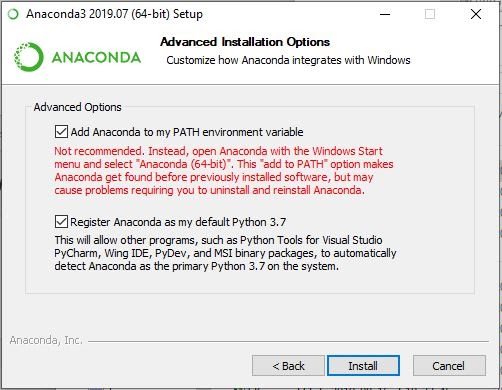 Anaconda3 2019.07 (64-bit) Setup
Advanced Installation Options
Customize how Anaconda integrates with Windows
ANACONDA
Advanced Options
Add Anaconda to my PATH environment variable
Not recommended. Instead, open Anaconda with the Windows Start
menu and select "Anaconda (64-bit)". This "add to PATH" option makes
Anaconda get found before previously installed software, but may
cause problems requiring you to uninstall and reinstall Anaconda.
Register Anaconda as my default Python 3.7
This will allow other programs, such as Python Tools for Visual Studio
PyCharm, Wing IDE, PyDev, and MSI binary packages, to automatically
detect Anaconda as the primary Python 3.7 on the system.
Anaconda, Inc.
< Back
Install
Cancel